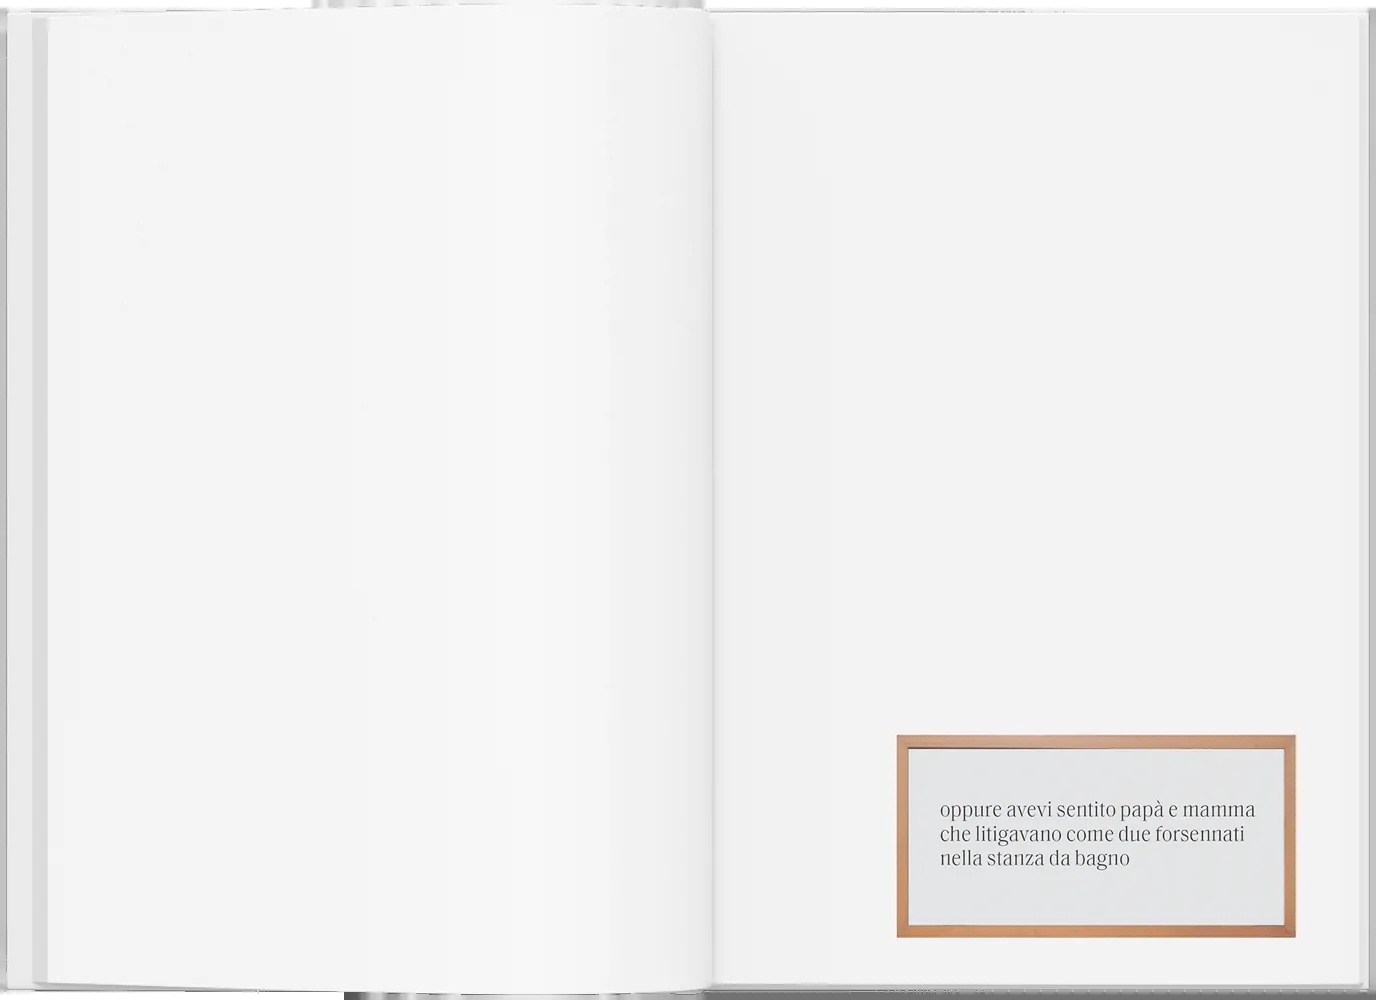 oppure avevi sentito papà e mamma
che litigavano come due forsennati
nella stanza da bagno